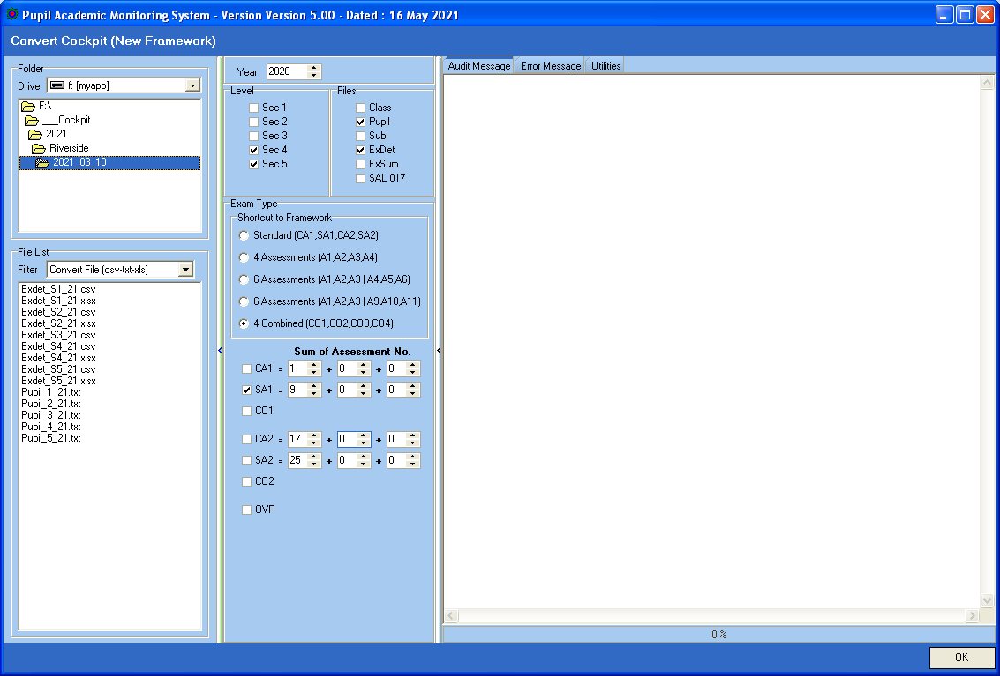 Pupil Academic Monitoring System - Version Version 5.00 - Dated : 16 May 2021
Convert Cockpit (New Framework)
Folder
Drive f: [myapp]
F:\
___Cockpit
2021
Riverside
2021_03_10
File List
Filter Convert File (csv-txt-xls)
Exdet_S1_21.csv
Exdet_S1_21.xlsx
Exdet_S2_21.csv
Exdet_S2_21.xlsx
Exdet_S3_21.csv
Exdet_S4_21.csv
Exdet_S4_21.xlsx
Exdet_S5_21.csv
Exdet_S5_21.xlsx
Pupil_1_21.txt
Pupil_2_21.txt
Pupil_3_21.txt
Pupil_4_21.txt
Pupil_5_21.txt
Year 2020
Level
Sec 1
Sec 2
Sec 3
Sec 4
Sec 5
Files
Class
Pupil
Subj
ExDet
ExSum
SAL 017
Exam Type
Shortcut to Framework
Standard (CA1,SA1,CA2,SA2)
4 Assessments (A1,A2,A3,A4)
6 Assessments (A1,A2,A3 | A4,A5,A6)
6 Assessments (A1,A2,A3 | A9,A10,A11)
4 Combined (CO1,CO2,CO3,CO4)
Sum of Assessment No.
CA1 = 1 + 0 + 0
SA1 = 9 + 0 + 0
CO1
CA2 = 17 + 0 + 0
SA2 = 25 + 0 + 0
CO2
OVR
Audit Message Error Message Utilities
0 %
OK